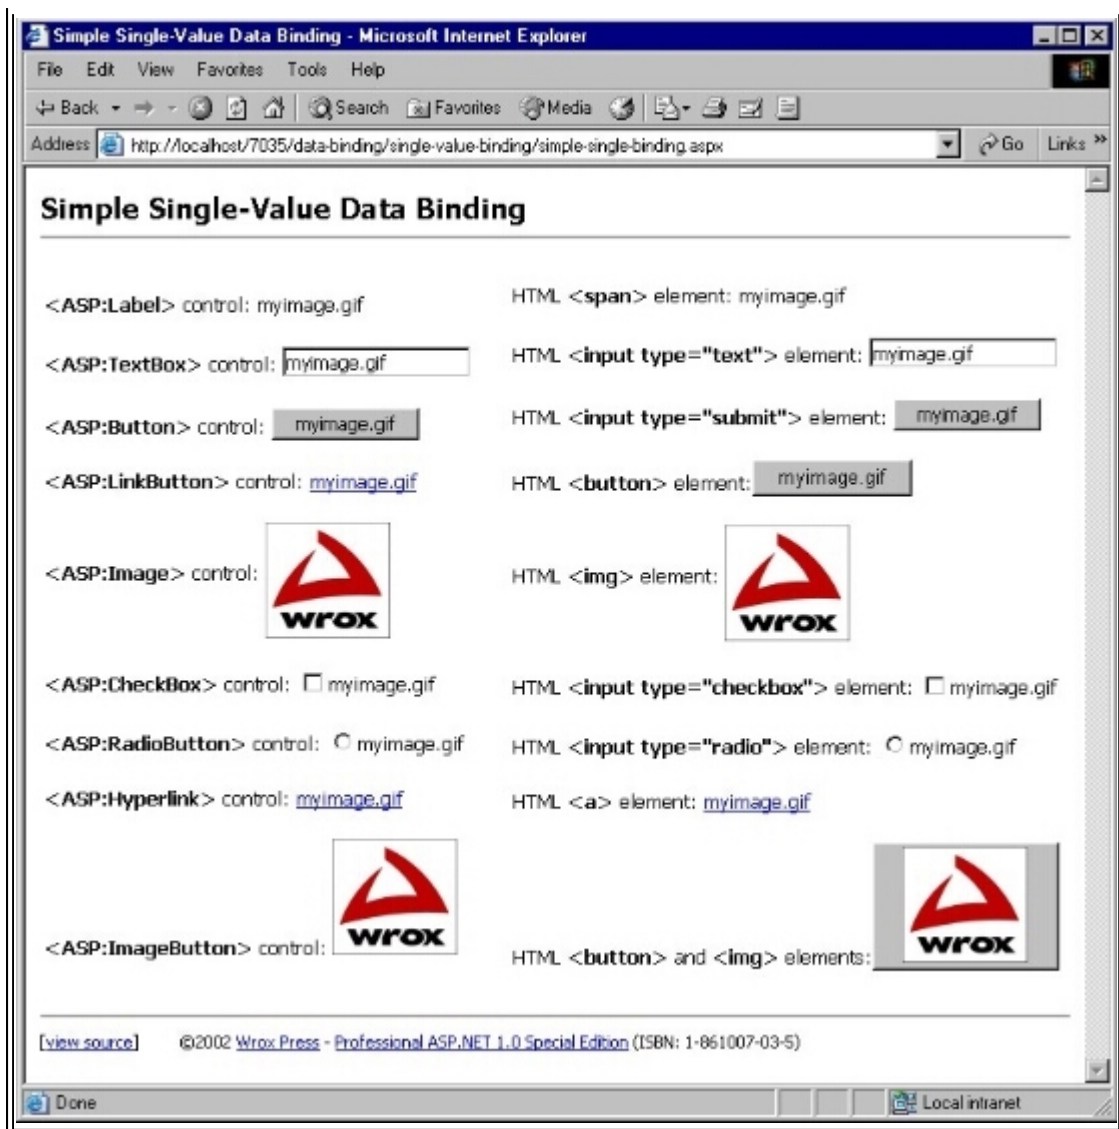 Simple Single-Value Data Binding - Microsoft Internet Explorer
File Edit View Favorites Tools Help
Back Search Favorites Media
Address http://localhost/7035/data-binding/single-value-binding/simple-single-binding.aspx Go Links »
Simple Single-Value Data Binding
<ASP:Label> control: myimage.gif
HTML <span> element: myimage.gif
<ASP:TextBox> control: myimage.gif
HTML <input type="text"> element: myimage.gif
<ASP:Button> control: myimage.gif
HTML <input type="submit"> element: myimage.gif
<ASP:LinkButton> control: myimage.gif
HTML <button> element: myimage.gif
<ASP:Image> control: wrox
HTML <img> element: wrox
<ASP:CheckBox> control: myimage.gif
HTML <input type="checkbox"> element: myimage.gif
<ASP:RadioButton> control: myimage.gif
HTML <input type="radio"> element: myimage.gif
<ASP:Hyperlink> control: myimage.gif
HTML <a> element: myimage.gif
<ASP:ImageButton> control: wrox
HTML <button> and <img> elements: wrox
[view source] ©2002 Wrox Press - Professional ASP.NET 1.0 Special Edition (ISBN: 1-861007-03-5)
Done Local intranet